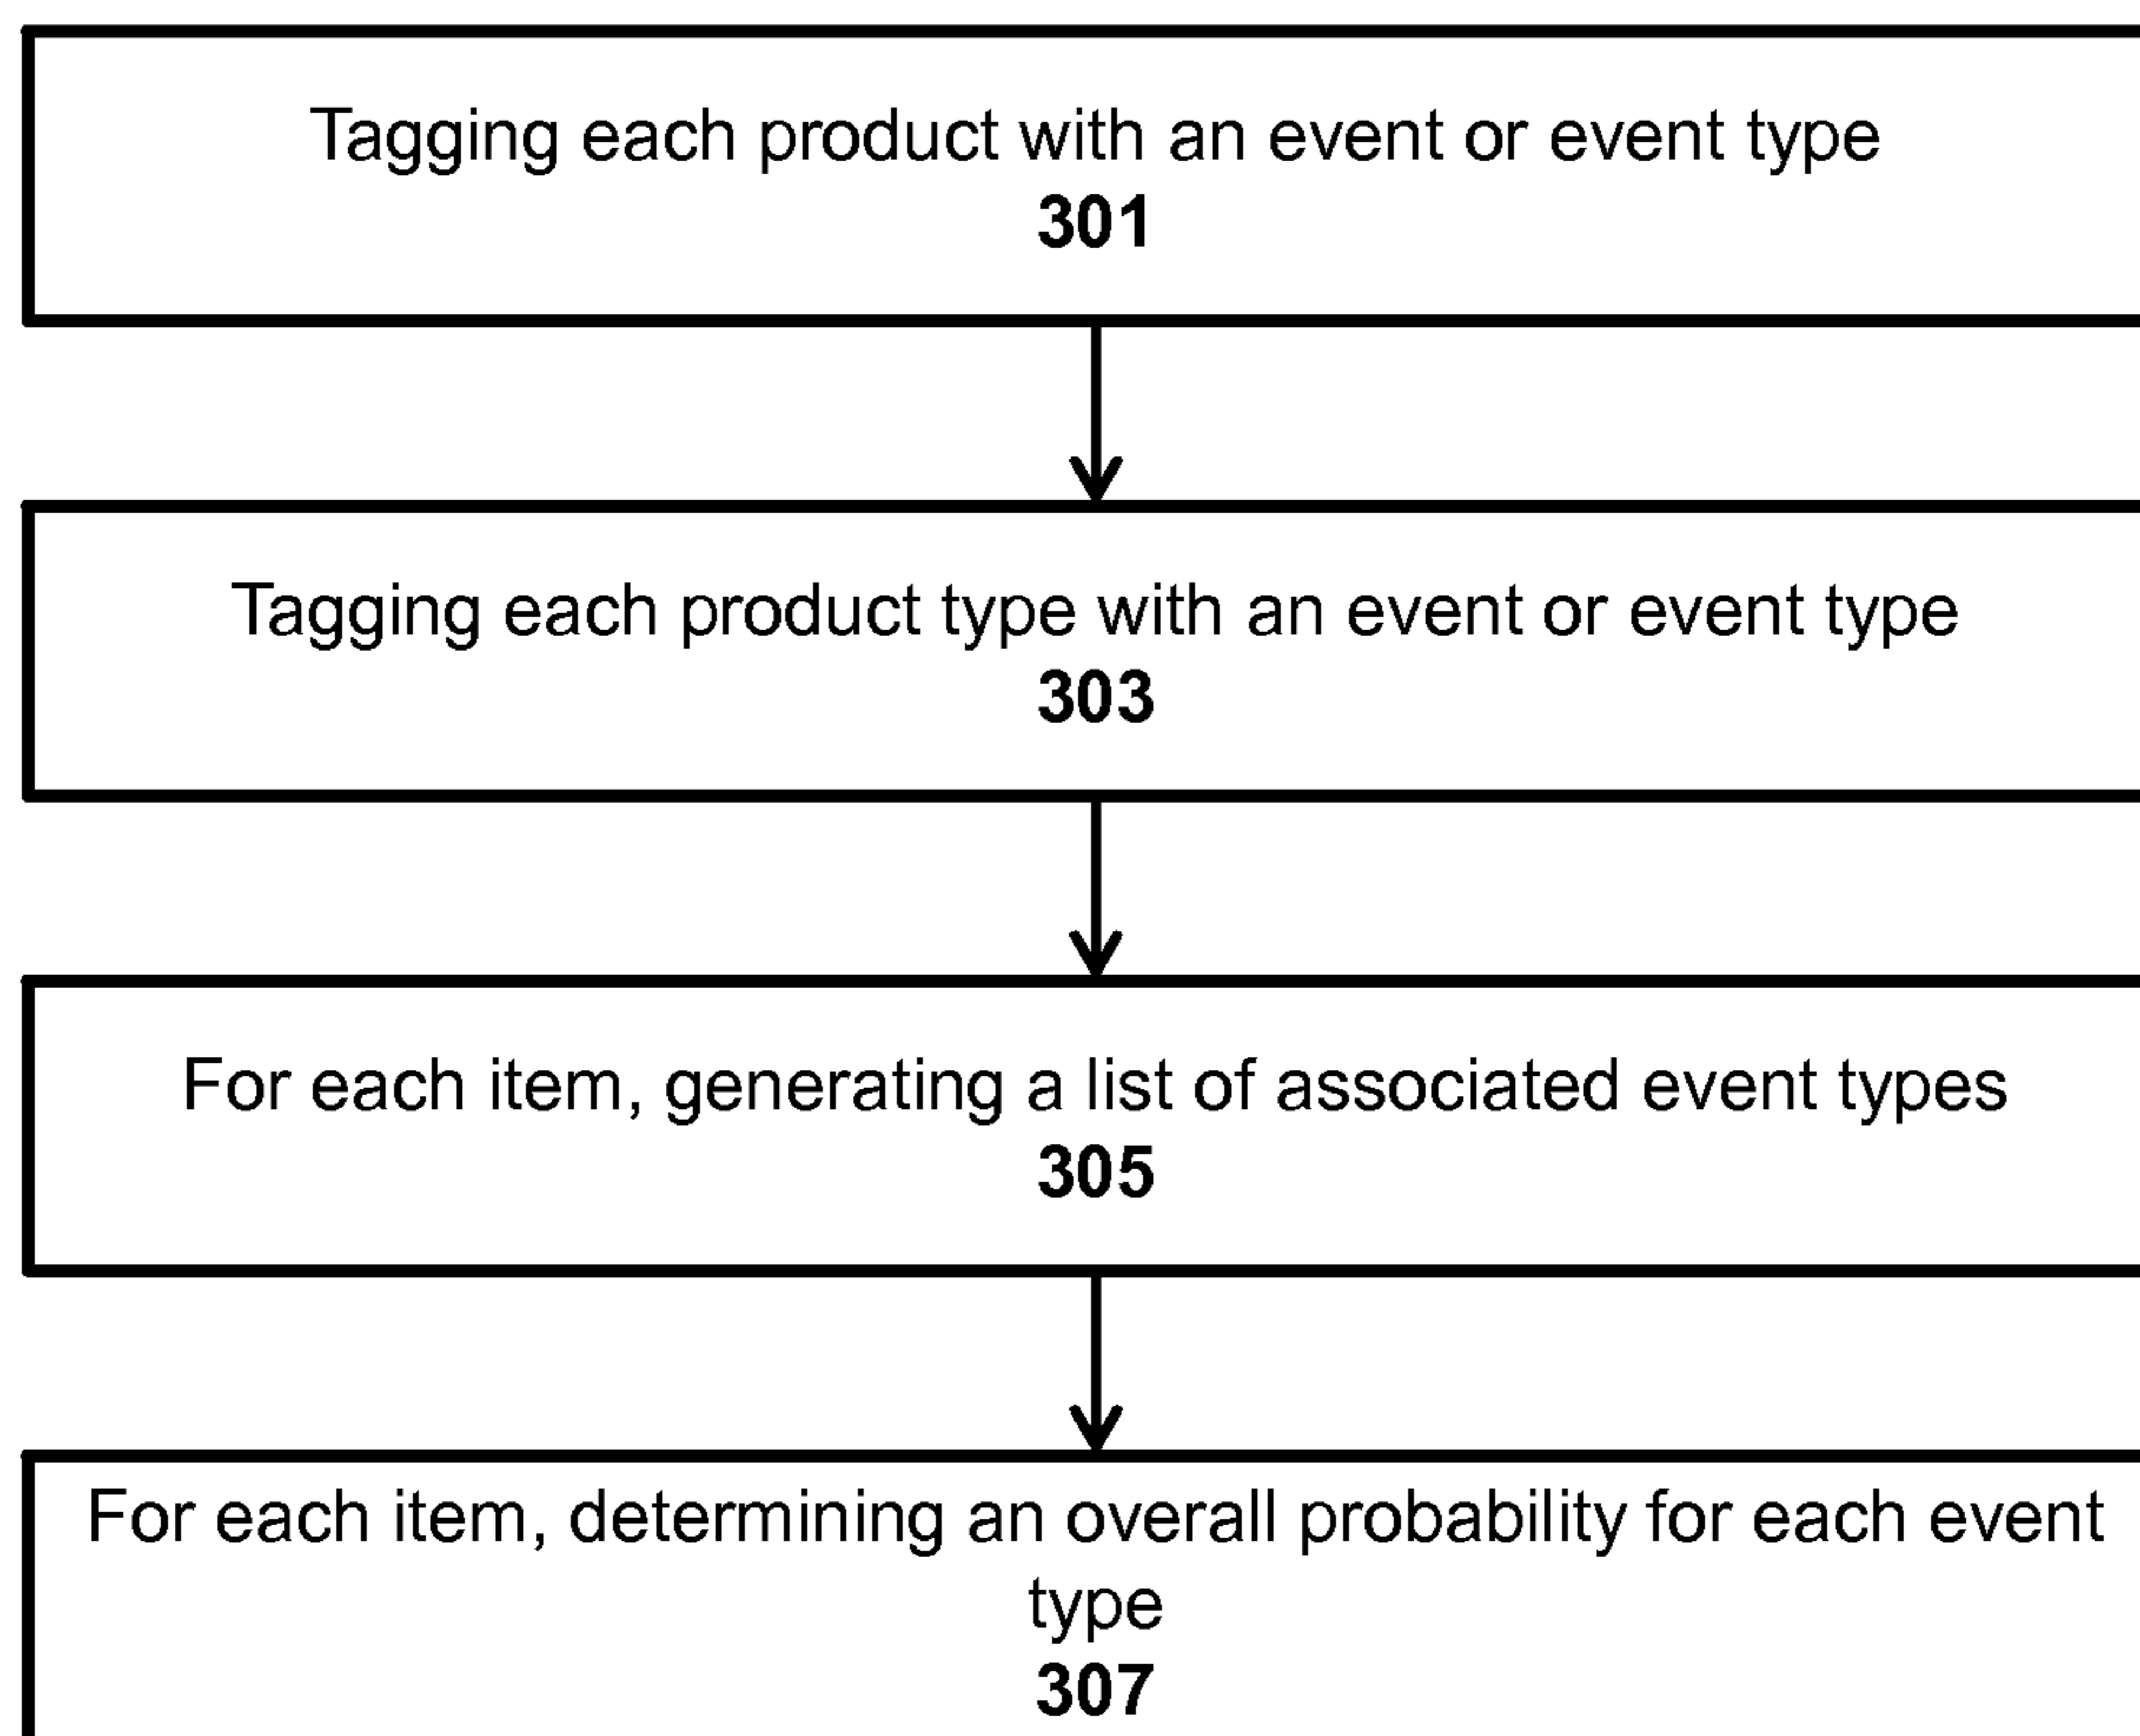 Tagging each product with an event or event type
301
Tagging each product type with an event or event type
303
For each item, generating a list of associated event types
305
For each item, determining an overall probability for each event
type
307